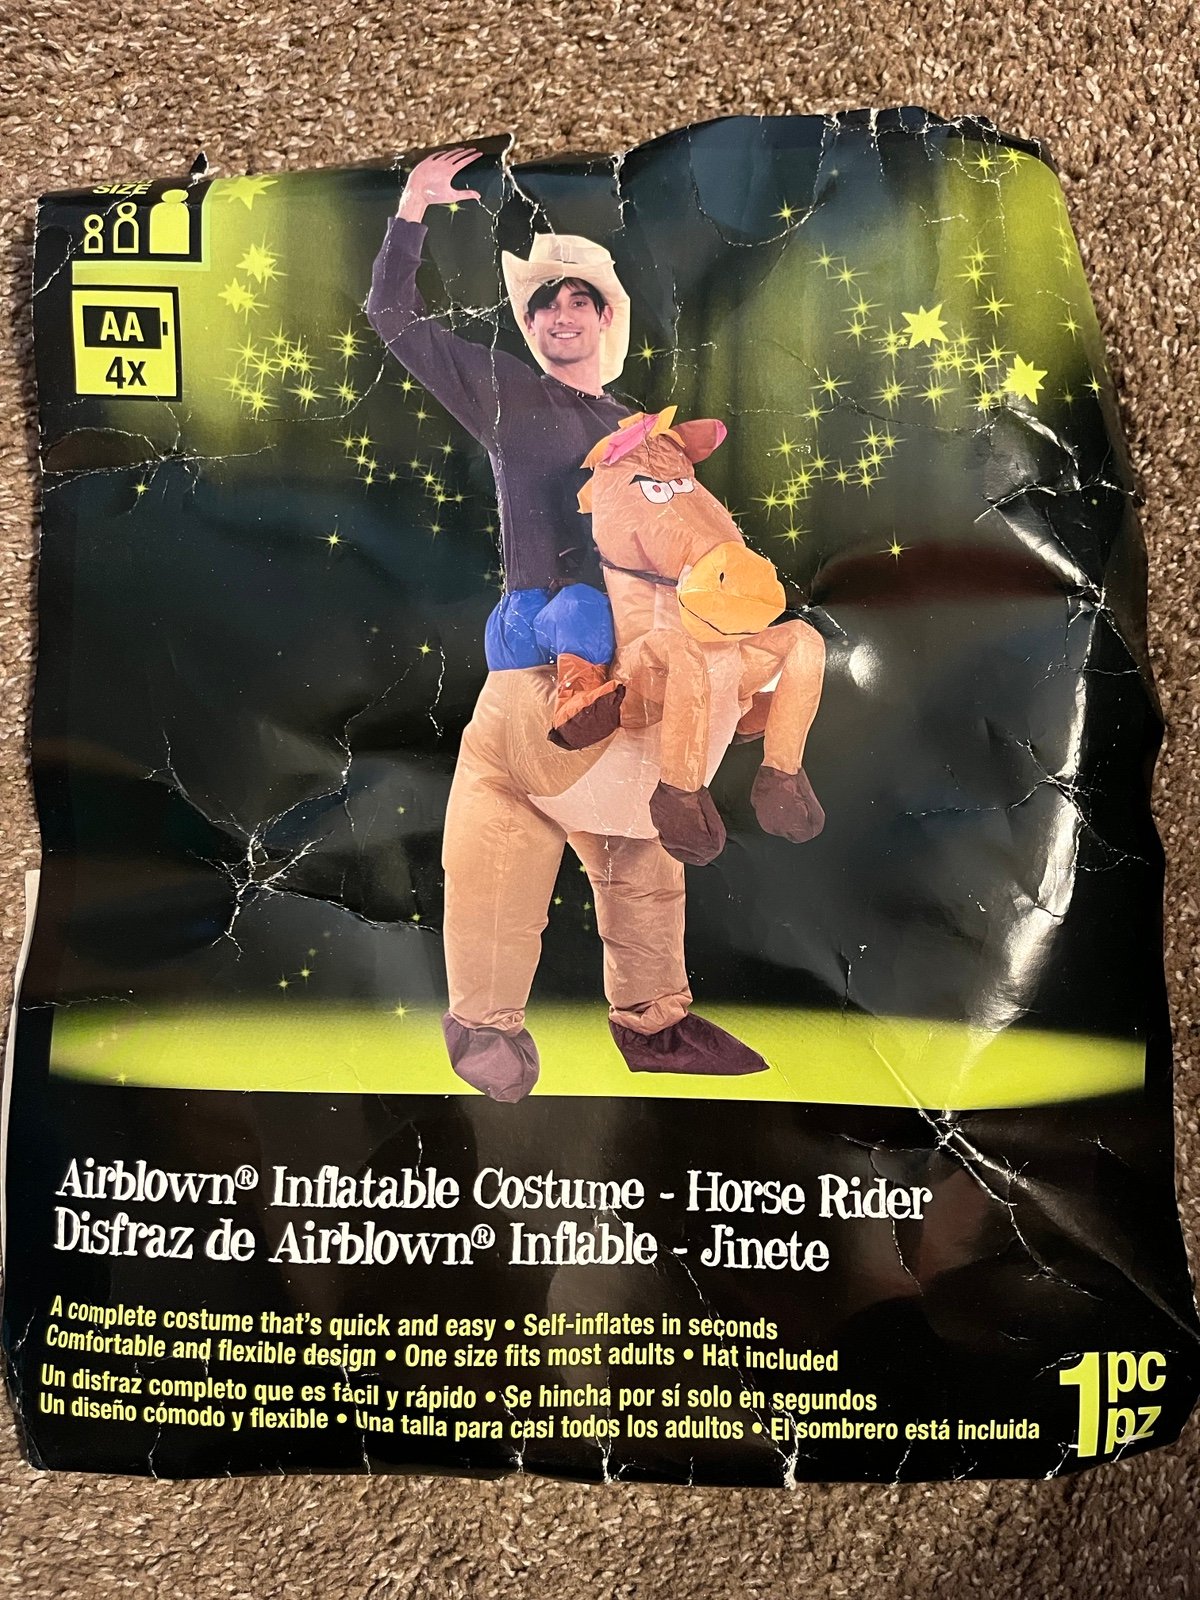 SIZE
AA
4x
Airblown® Inflatable Costume - Horse Rider
Disfraz de Airblown® Inflable - Jinete
A complete costume that's quick and easy • Self-inflates in seconds
Comfortable and flexible design • One size fits most adults • Hat included
Un disfraz completo que es fácil y rápido • Se hincha por sí solo en segundos
Un diseño cómodo y flexible • Una talla para casi todos los adultos • El sombrero está incluida
1 pc
pz